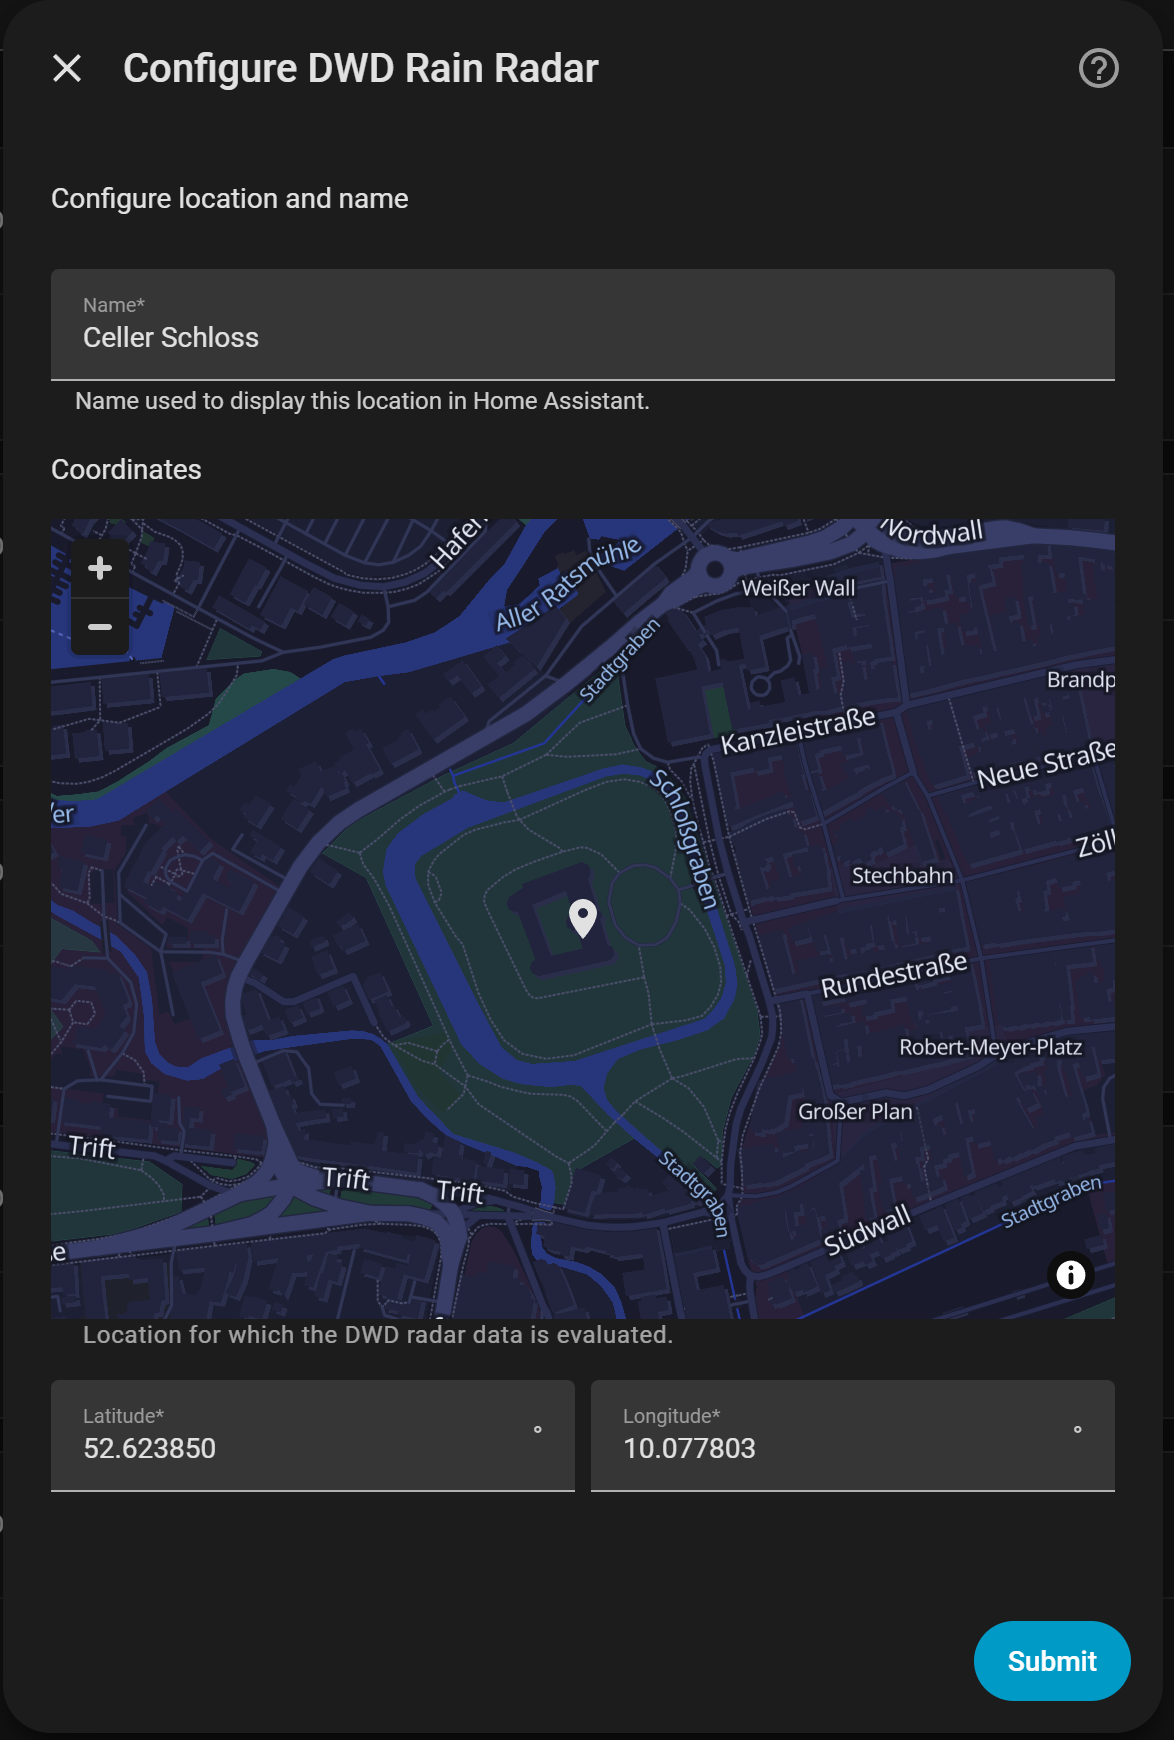 Configure DWD Rain Radar
Configure location and name
Name*
Celler Schloss
Name used to display this location in Home Assistant.
Coordinates
Nordwall
Aller Ratsmühle
Weißer Wall
Stadtgraben
Brandp
Kanzleistraße
Neue Straße
Schloßgraben
Zöll
Stechbahn
Rundestraße
Robert-Meyer-Platz
Großer Plan
Trift
Trift
Trift
Stadtgraben
Stadtgraben
Südwall
Location for which the DWD radar data is evaluated.
Latitude*
52.623850
°
Longitude*
10.077803
°
Submit